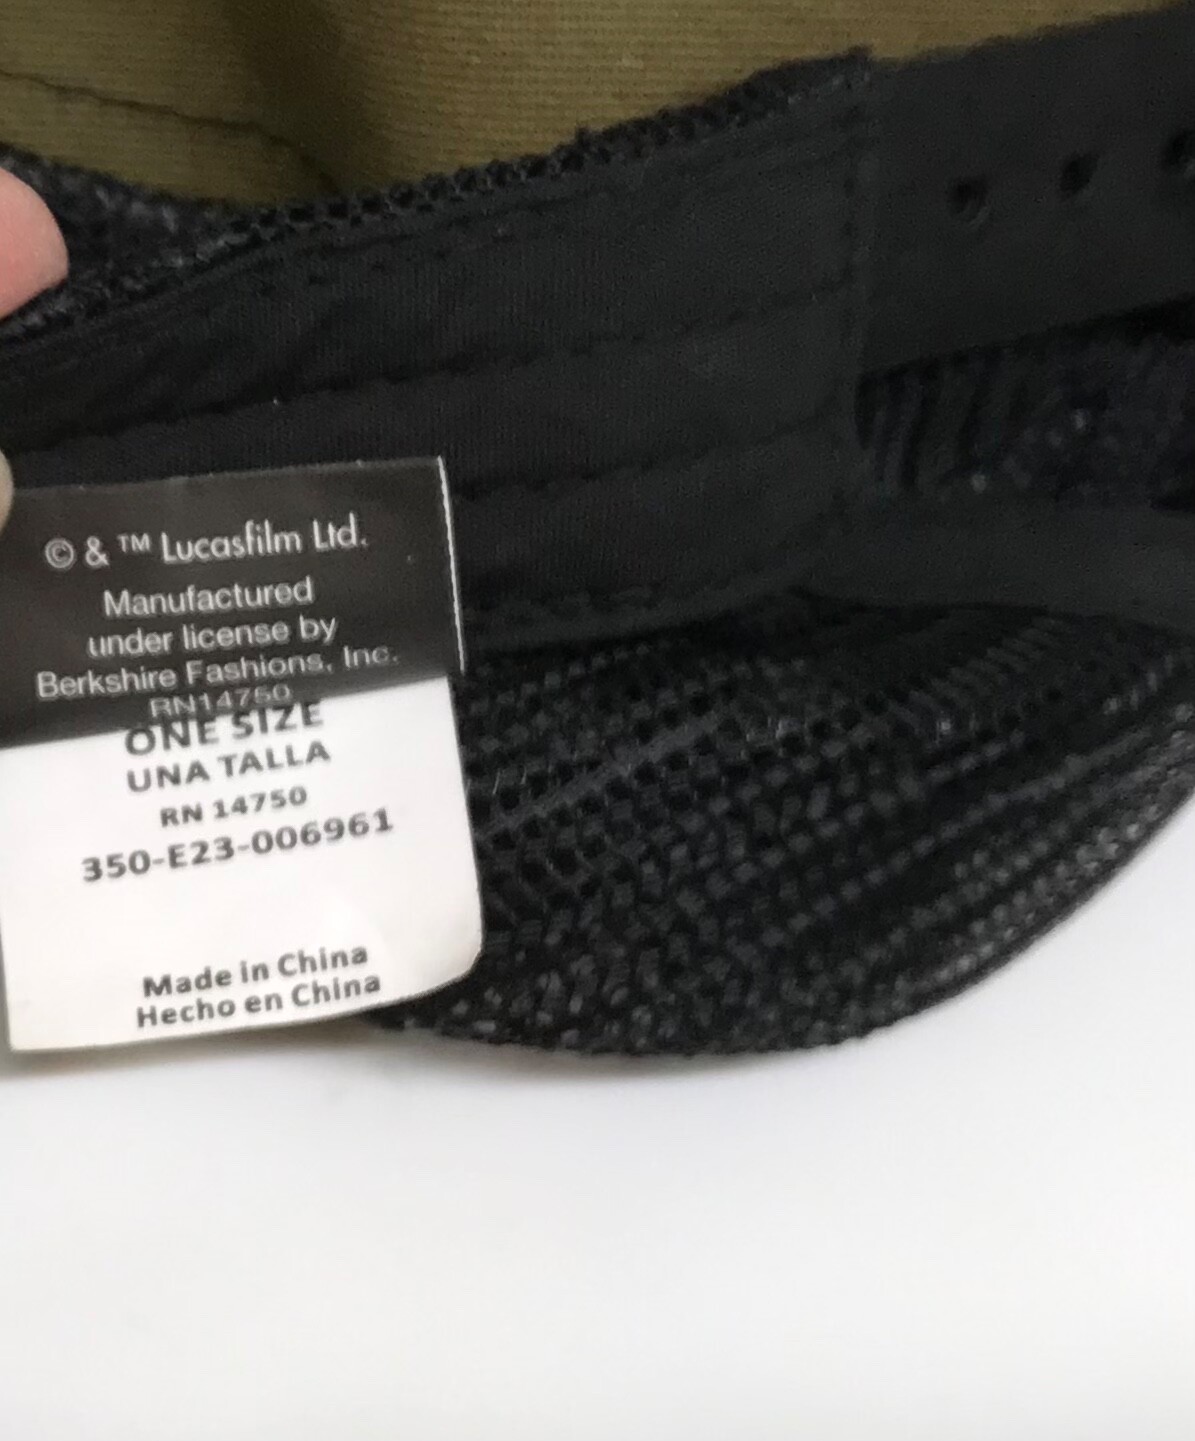 © & ™ Lucasfilm Ltd.
Manufactured
under license by
Berkshire Fashions, Inc.
RN14750
ONE SIZE
UNA TALLA
RN 14750
350-E23-006961
Made in China
Hecho en China